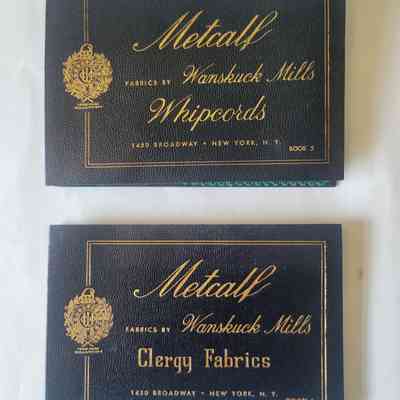 Metcalf
FABRICS BY Wanskuck Mills
Whipcords
1450 BROADWAY • NEW YORK, N. Y.
BOOK 5
Metcalf
FABRICS BY Wanskuck Mills
Clergy Fabrics
1450 BROADWAY • NEW YORK, N. Y.